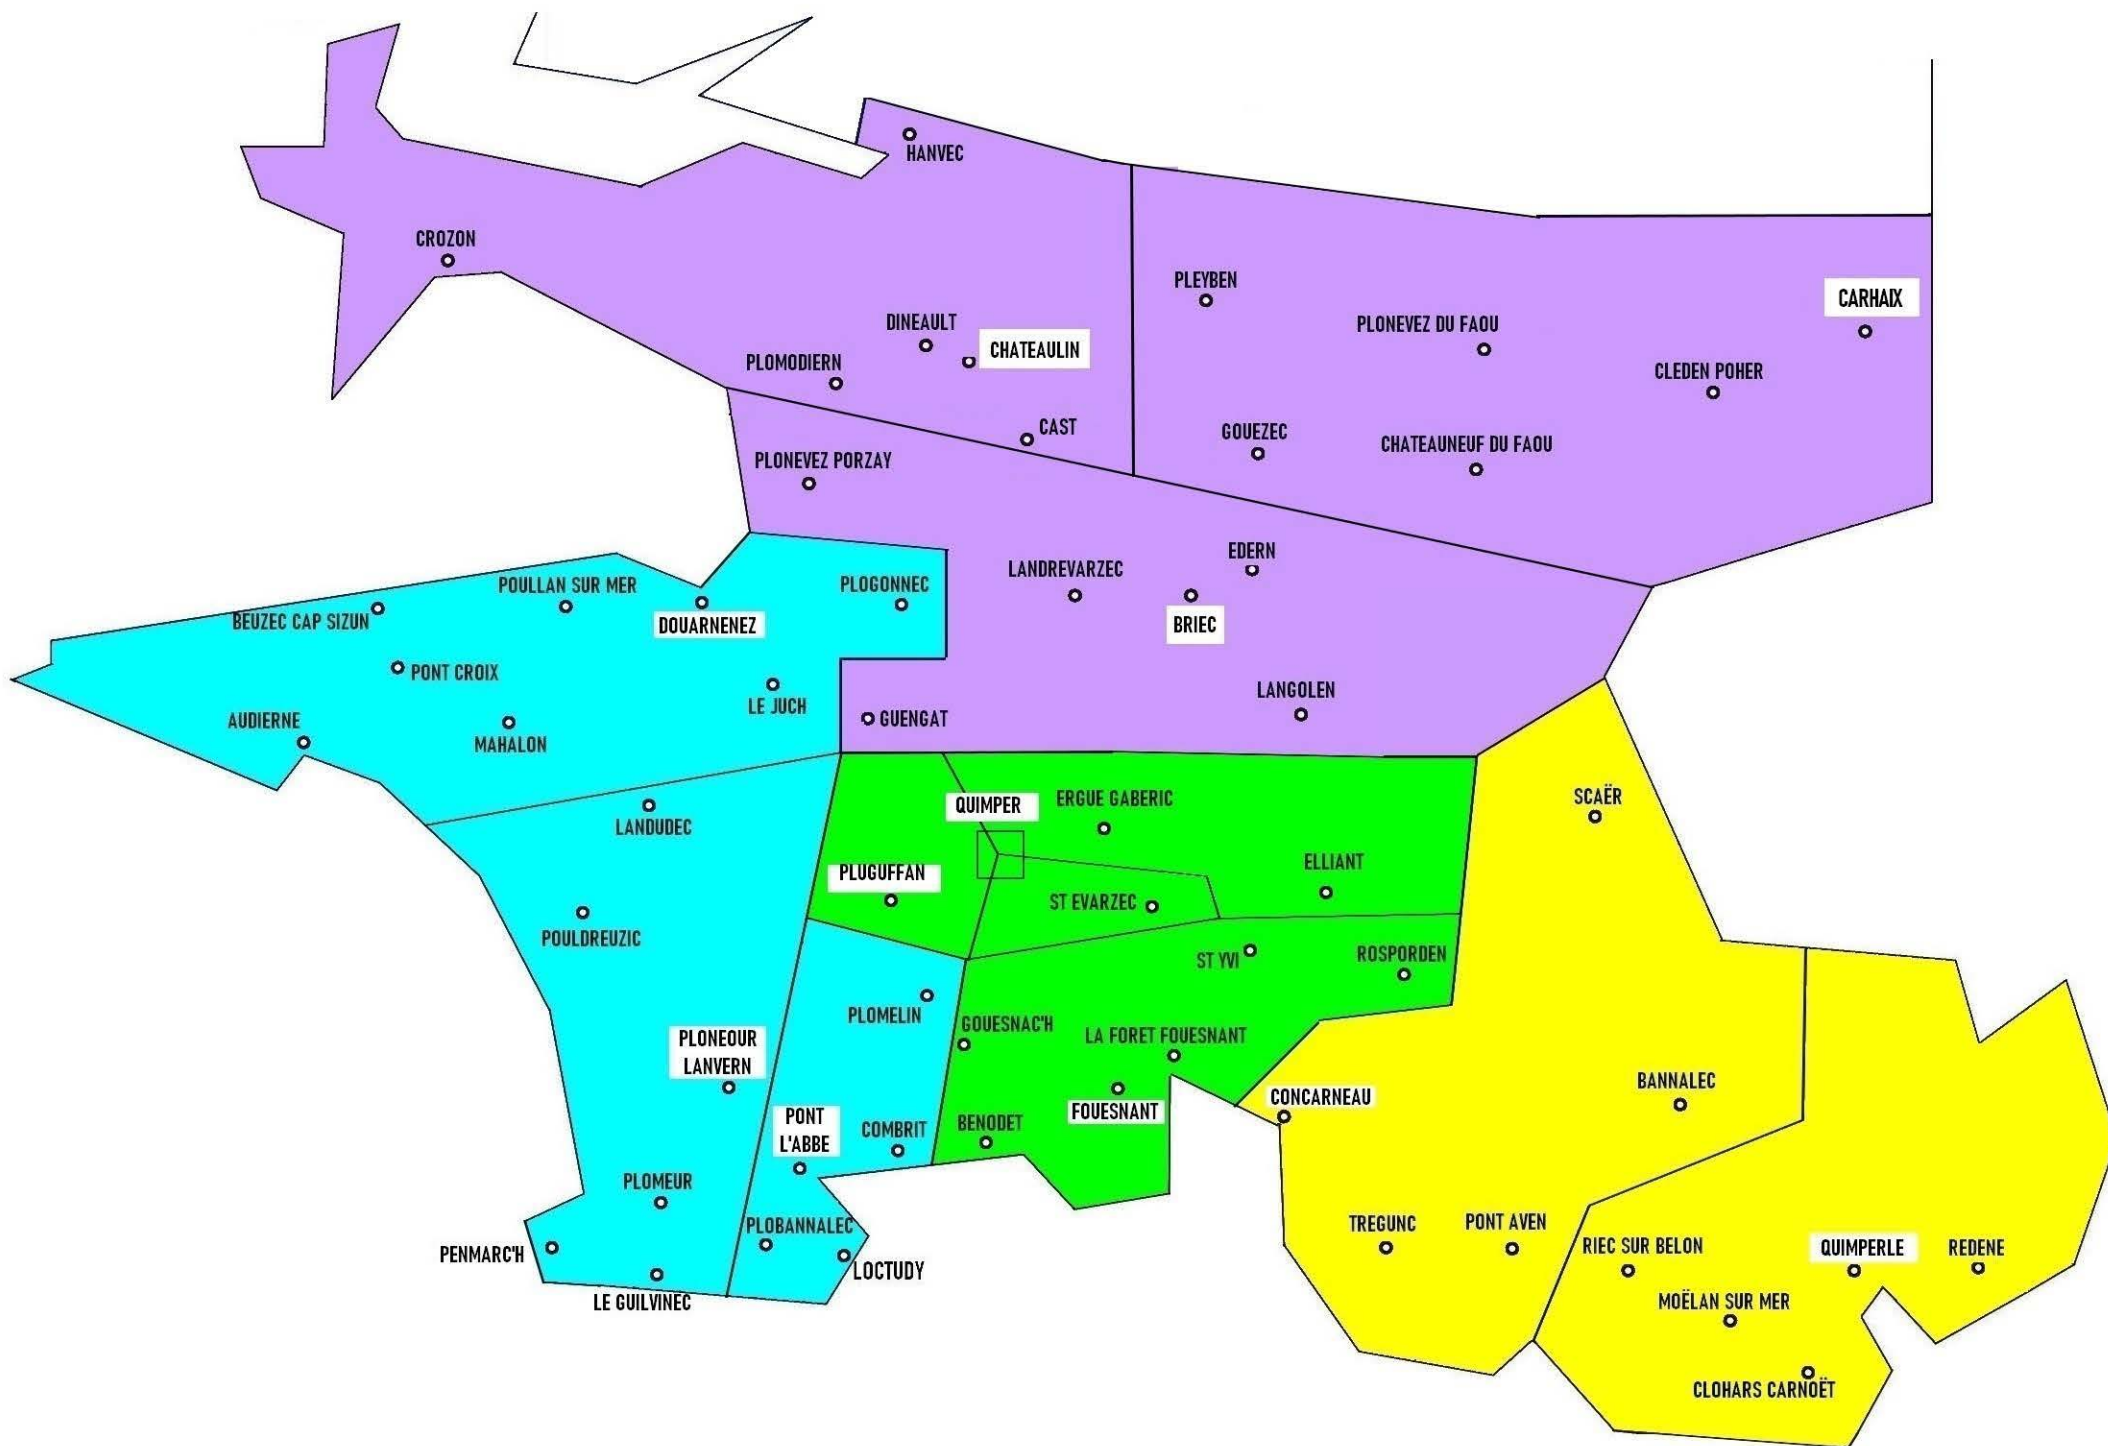 HANVEC
CROZON
PLEYBEN
CARHAIX
DINEAULT
PLONEVEZ DU FAOU
CHATEAULIN
PLOMODIERN
CLEDEN POHER
CAST
GOUEZEC
CHATEAUNEUF DU FAOU
PLONEVEZ PORZAY
EDERN
LANDREVARZEC
POULLAN SUR MER
PLOGONNEC
BEUZEC CAP SIZUN
DOUARNENEZ
BRIEC
PONT CROIX
LANGOLEN
LE JUCH
AUDIERNE
GUENGAT
MAHALON
SCAËR
ERGUE GABERIC
QUIMPER
LANDUDEC
ELLIANT
PLUGUFFAN
ST EVARZEC
POULDREUZIC
ROSPORDEN
ST YVI
PLOMELIN
GOUESNAC'H
LA FORET FOUESNANT
PLONEOUR
LANVERN
BANNALEC
CONCARNEAU
FOUESNANT
PONT
L'ABBE
BENODET
COMBRIT
PLOMEUR
TREGUNC
PONT AVEN
PLOBANNALEC
RIEC SUR BELON
QUIMPERLE
REDENE
PENMARC'H
LOCTUDY
LE GUILVINEC
MOËLAN SUR MER
CLOHARS CARNOËT